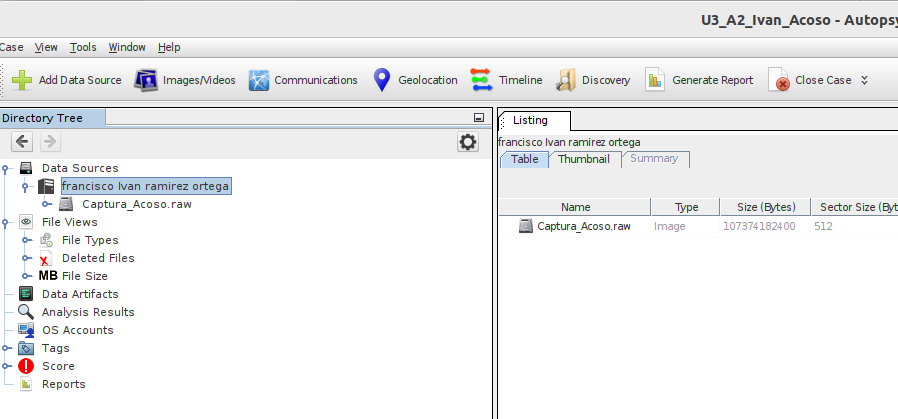 U3_A2_Ivan_Acoso - Autopsy
Case View Tools Window Help
Add Data Source Images/Videos Communications Geolocation Timeline Discovery Generate Report Close Case
Directory Tree
Data Sources
francisco Ivan ramirez ortega
Captura_Acoso.raw
File Views
File Types
Deleted Files
MB File Size
Data Artifacts
Analysis Results
OS Accounts
Tags
Score
Reports
Listing
francisco Ivan ramirez ortega
Table Thumbnail Summary
Name Type Size (Bytes) Sector Size (Byt
Captura_Acoso.raw Image 107374182400 512